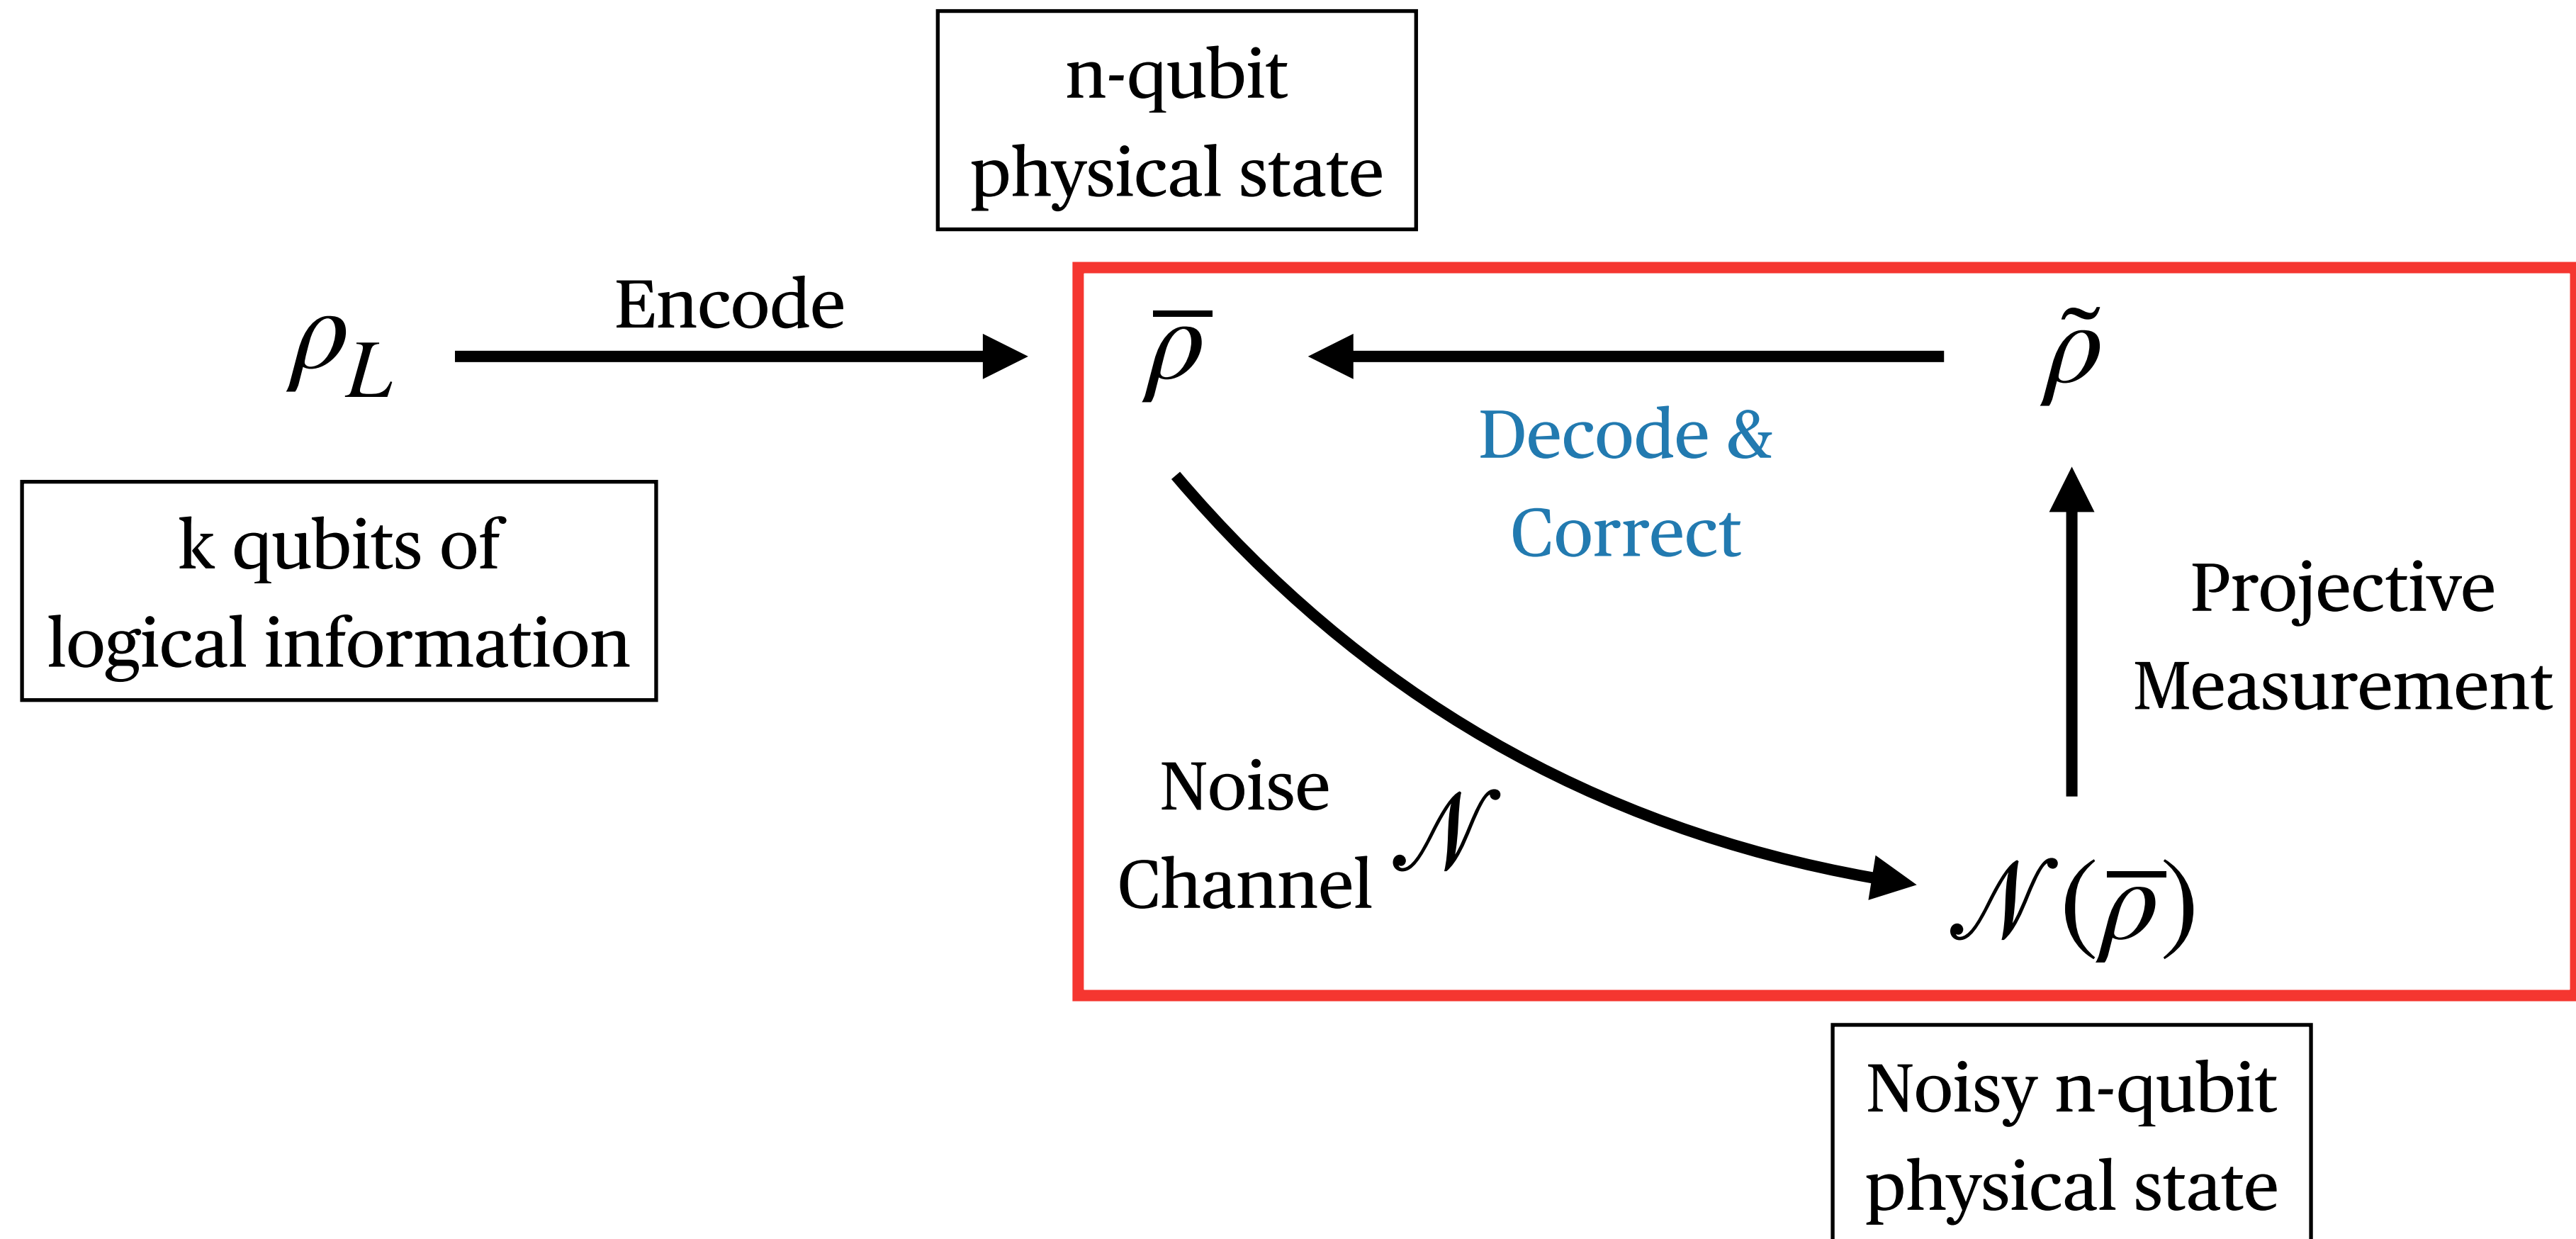 n-qubit
physical state
ρ_L
Encode
ρ̅
ρ̃
Decode &
Correct
k qubits of
logical information
Projective
Measurement
Noise
Channel 𝒩
𝒩(ρ̅)
Noisy n-qubit
physical state